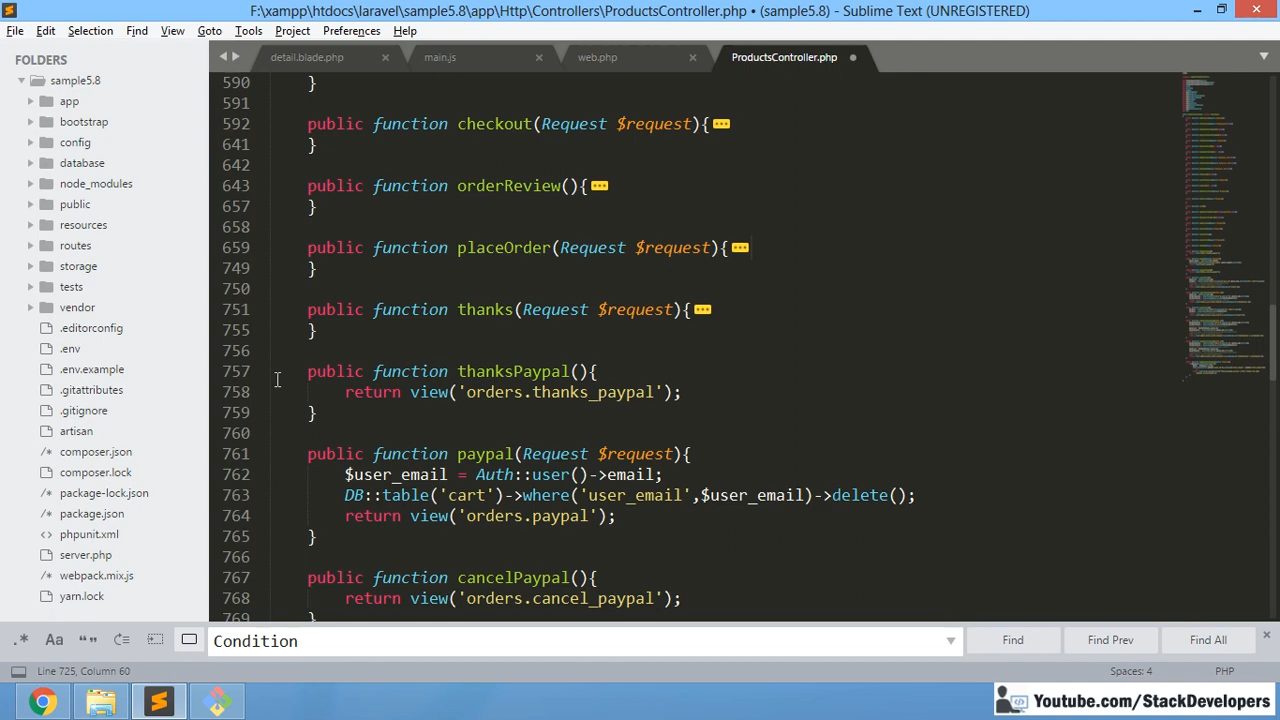 F:\xampp\htdocs\laravel\sample5.8\app\Http\Controllers\ProductsController.php • (sample5.8) - Sublime Text (UNREGISTERED)
File Edit Selection Find View Goto Tools Project Preferences Help
FOLDERS
sample5.8
app
bootstrap
config
database
node_modules
public
resources
routes
storage
tests
vendor
.editorconfig
.env
.env.example
.gitattributes
.gitignore
artisan
composer.json
composer.lock
package-lock.json
package.json
phpunit.xml
server.php
webpack.mix.js
yarn.lock
detail.blade.php main.js web.php ProductsController.php
590 }
591
592 public function checkout(Request $request){
641 }
642
643 public function orderReview(){
657 }
658
659 public function placeOrder(Request $request){
749 }
750
751 public function thanks(Request $request){
755 }
756
757 public function thanksPaypal(){
758 return view('orders.thanks_paypal');
759 }
760
761 public function paypal(Request $request){
762 $user_email = Auth::user()->email;
763 DB::table('cart')->where('user_email',$user_email)->delete();
764 return view('orders.paypal');
765 }
766
767 public function cancelPaypal(){
768 return view('orders.cancel_paypal');
769 }
.* Aa “” Condition Find Find Prev Find All
Line 725, Column 60 Spaces: 4 PHP
Youtube.com/StackDevelopers